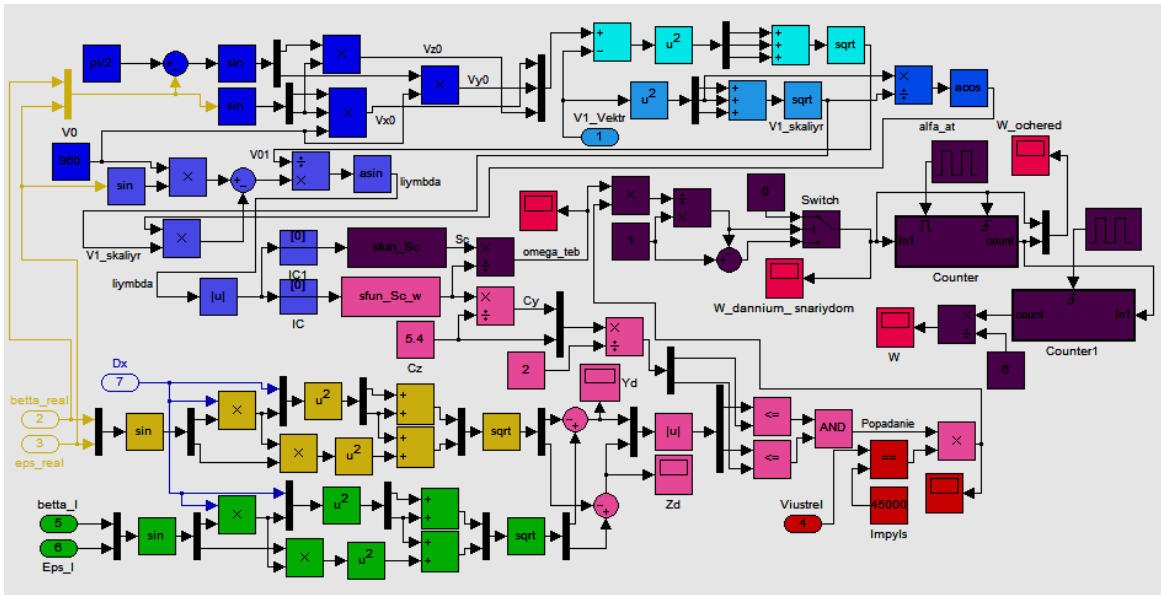 pi/2
sin
Vz0
u²
sqrt
Vy0
acos
sin
V0
Vx0
u²
sqrt
V1_Vektr
1
V1_skaliyr
alfa_at
W_ochered
900
V01
sin
asin
liymbda
0
Switch
In1
count
Counter
V1_skaliyr
[0]
IC1
sfun_Sc
Sc
omega_teb
1
W_dannium_ snariydom
liymbda
|u|
[0]
IC
sfun_Sc_w
Cy
count
In1
Counter1
W
6
5.4
Cz
2
Yd
Dx
7
betta_real
2
3
eps_real
sin
u²
u²
sqrt
|u|
<=
<=
AND
Popadanie
==
Zd
Viustrel
4
45000
Impyls
betta_I
5
6
Eps_I
sin
u²
u²
sqrt